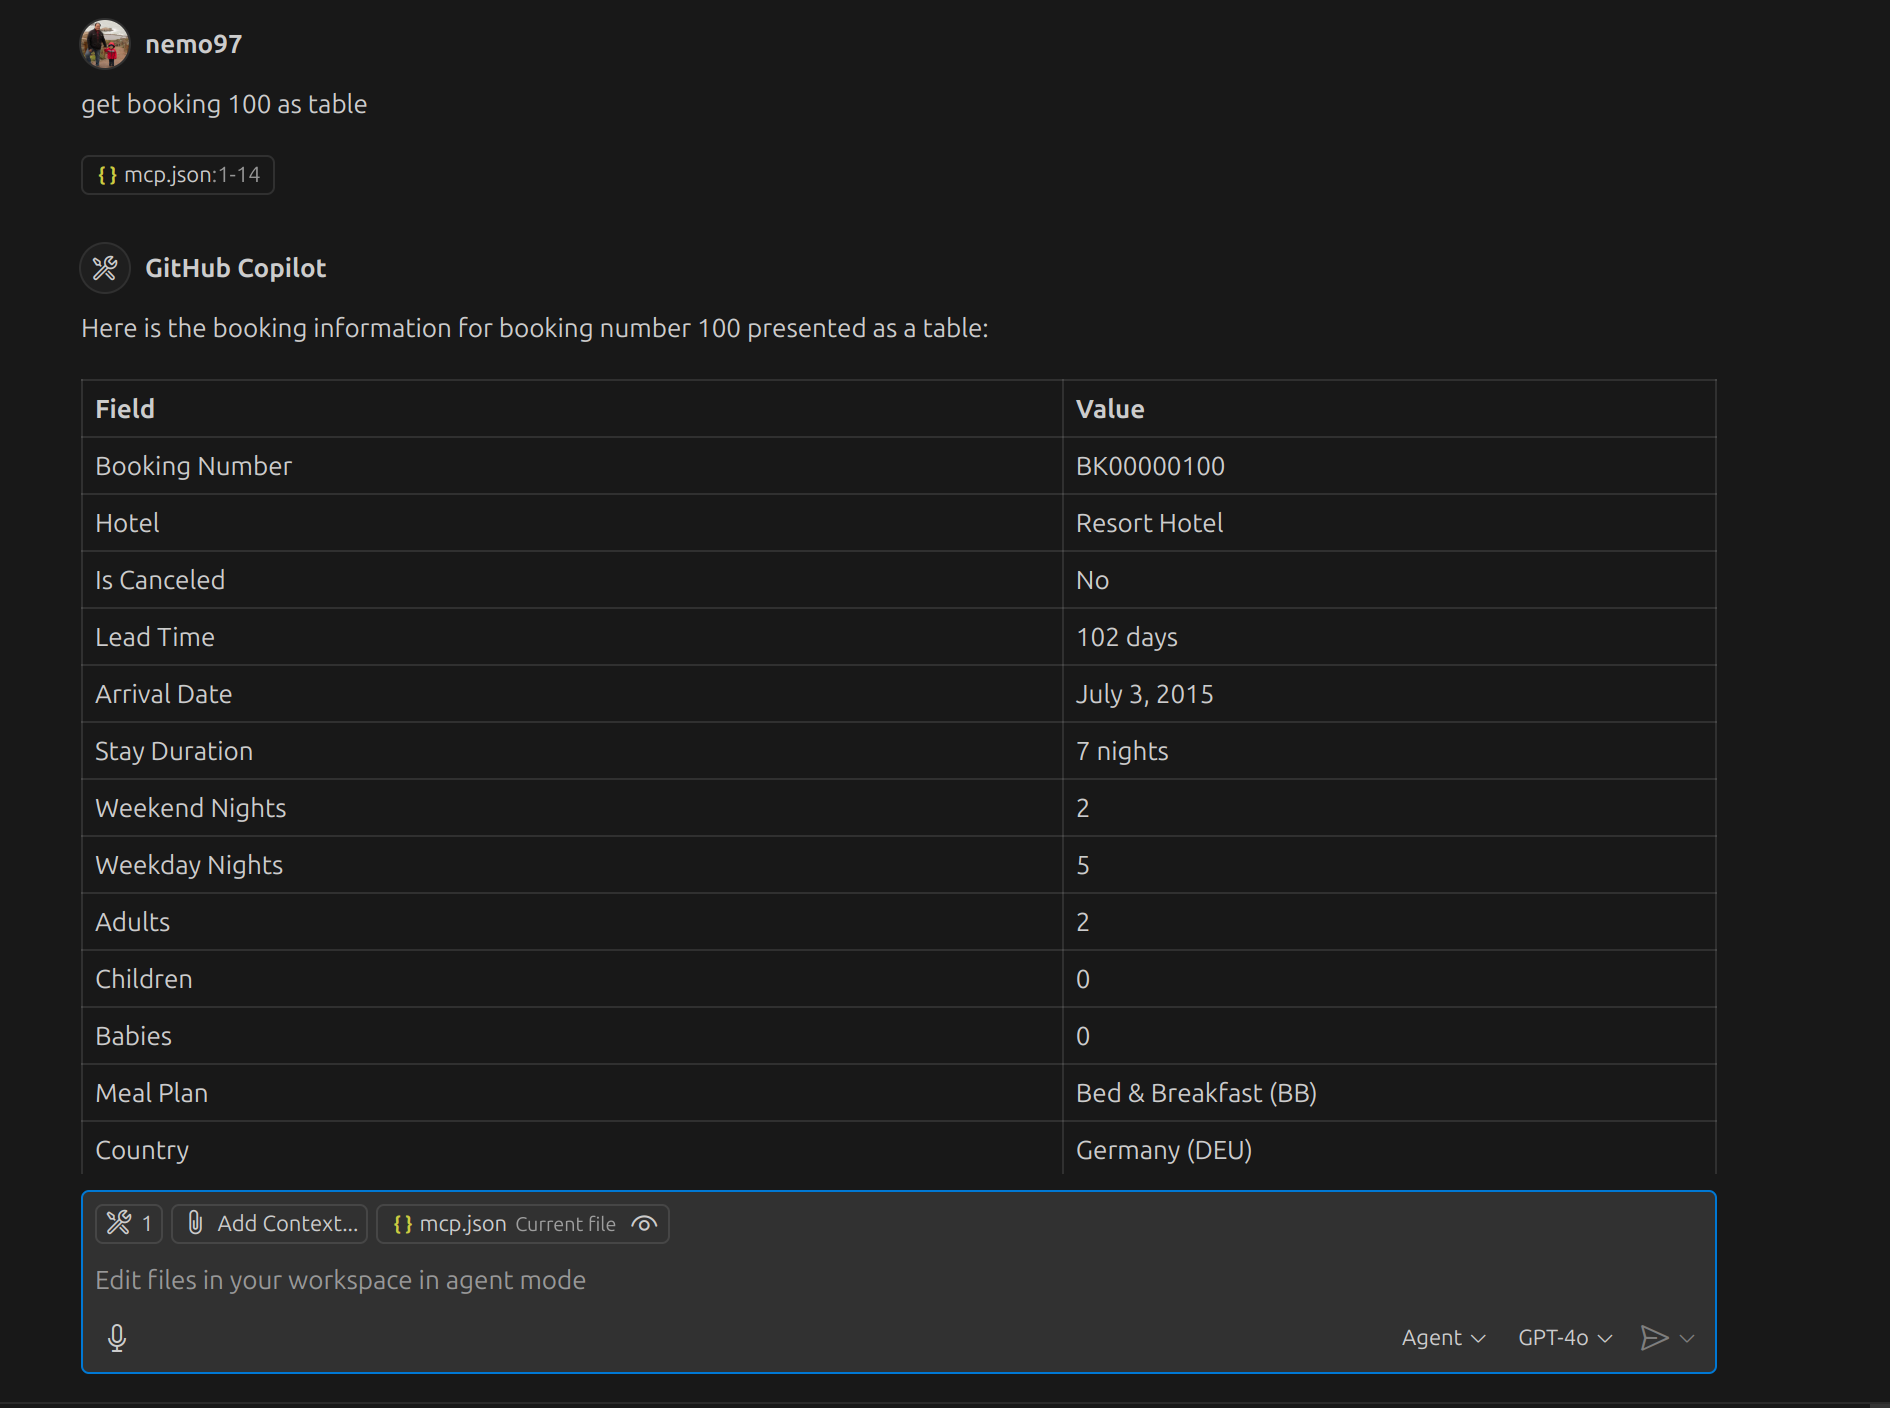 nemo97
get booking 100 as table
{} mcp.json:1-14
GitHub Copilot
Here is the booking information for booking number 100 presented as a table:
Field Value
Booking Number BK00000100
Hotel Resort Hotel
Is Canceled No
Lead Time 102 days
Arrival Date July 3, 2015
Stay Duration 7 nights
Weekend Nights 2
Weekday Nights 5
Adults 2
Children 0
Babies 0
Meal Plan Bed & Breakfast (BB)
Country Germany (DEU)
1 Add Context... {} mcp.json Current file
Edit files in your workspace in agent mode
Agent GPT-4o